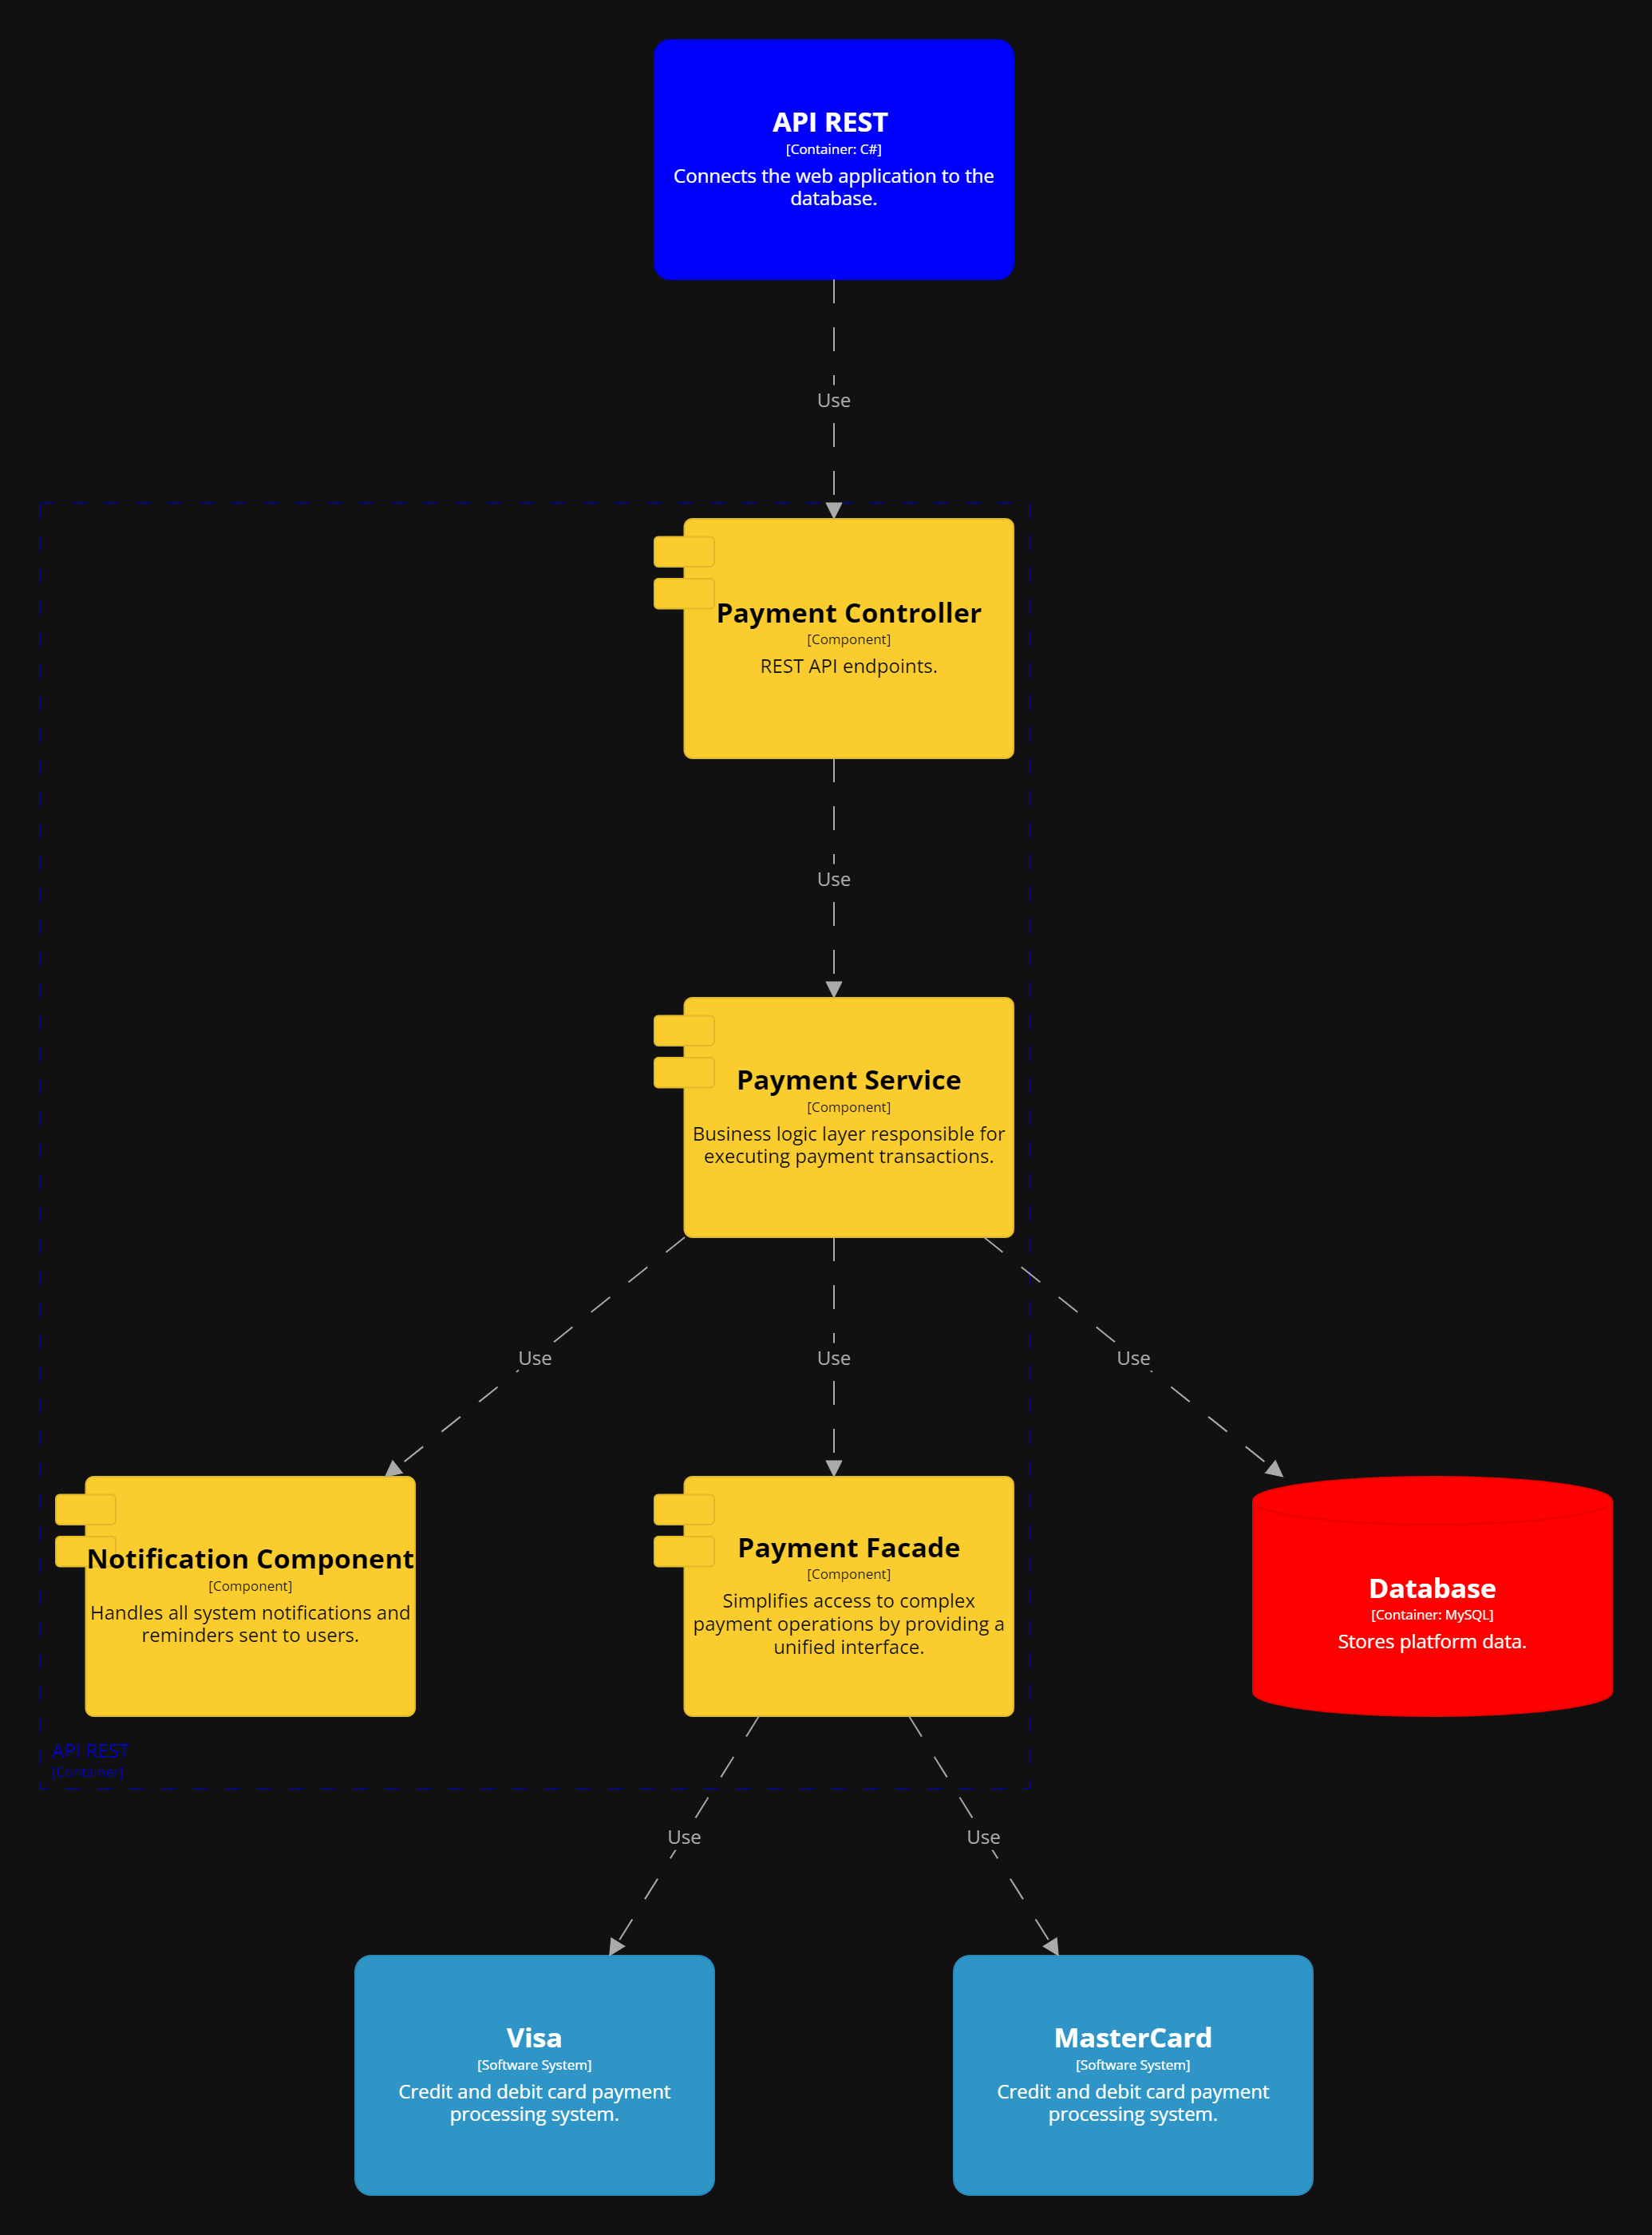 API REST
[Container: C#]
Connects the web application to the
database.
Use
Payment Controller
[Component]
REST API endpoints.
Use
Payment Service
[Component]
Business logic layer responsible for
executing payment transactions.
Use
Use
Use
Notification Component
[Component]
Handles all system notifications and
reminders sent to users.
Payment Facade
[Component]
Simplifies access to complex
payment operations by providing a
unified interface.
Database
[Container: MySQL]
Stores platform data.
API REST
[Container]
Use
Use
Visa
[Software System]
Credit and debit card payment
processing system.
MasterCard
[Software System]
Credit and debit card payment
processing system.